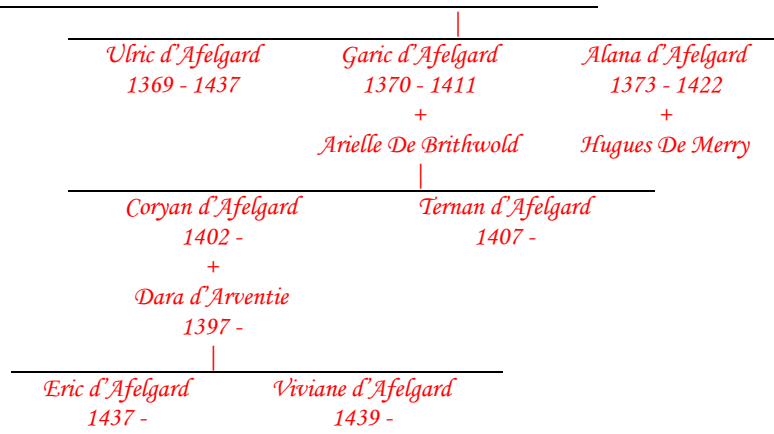 Ulric d'Afelgard Garic d'Afelgard Alana d'Afelgard
1369 - 1437 1370 - 1411 1373 - 1422
+ +
Arielle De Brithwold Hugues De Merry
Coryan d'Afelgard Ternan d'Afelgard
1402 - 1407 -
+
Dara d'Arventie
1397 -
Eric d'Afelgard Viviane d'Afelgard
1437 - 1439 -